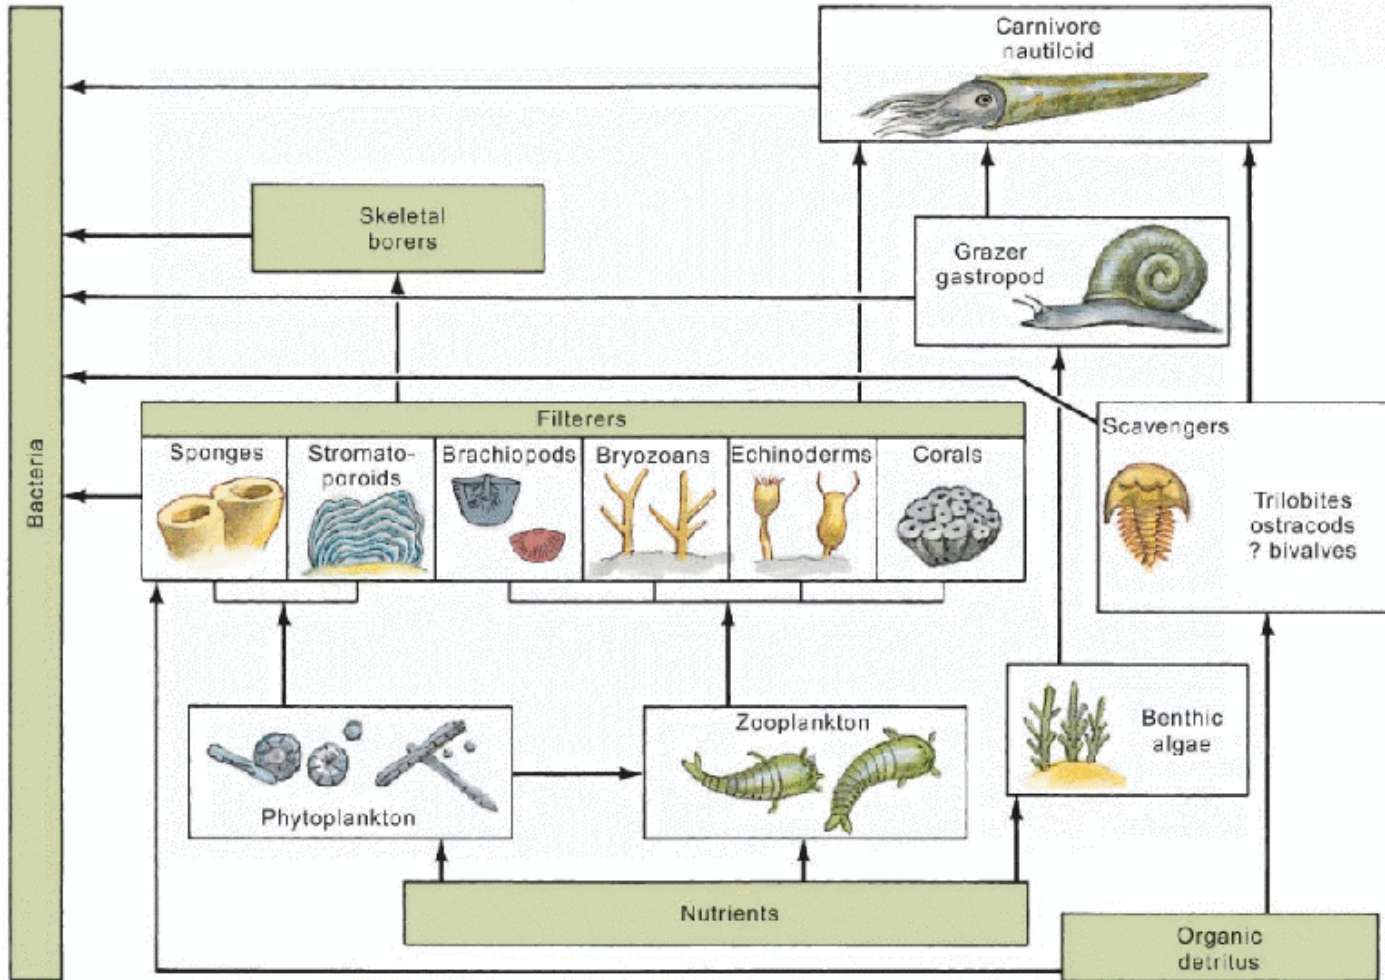 Carnivore
nautiloid
Skeletal
borers
Grazer
gastropod
Bacteria
Filterers
Sponges
Stromato-
poroids
Brachiopods
Bryozoans
Echinoderms
Corals
Scavengers
Trilobites
ostracods
? bivalves
Phytoplankton
Zooplankton
Benthic
algae
Nutrients
Organic
detritus